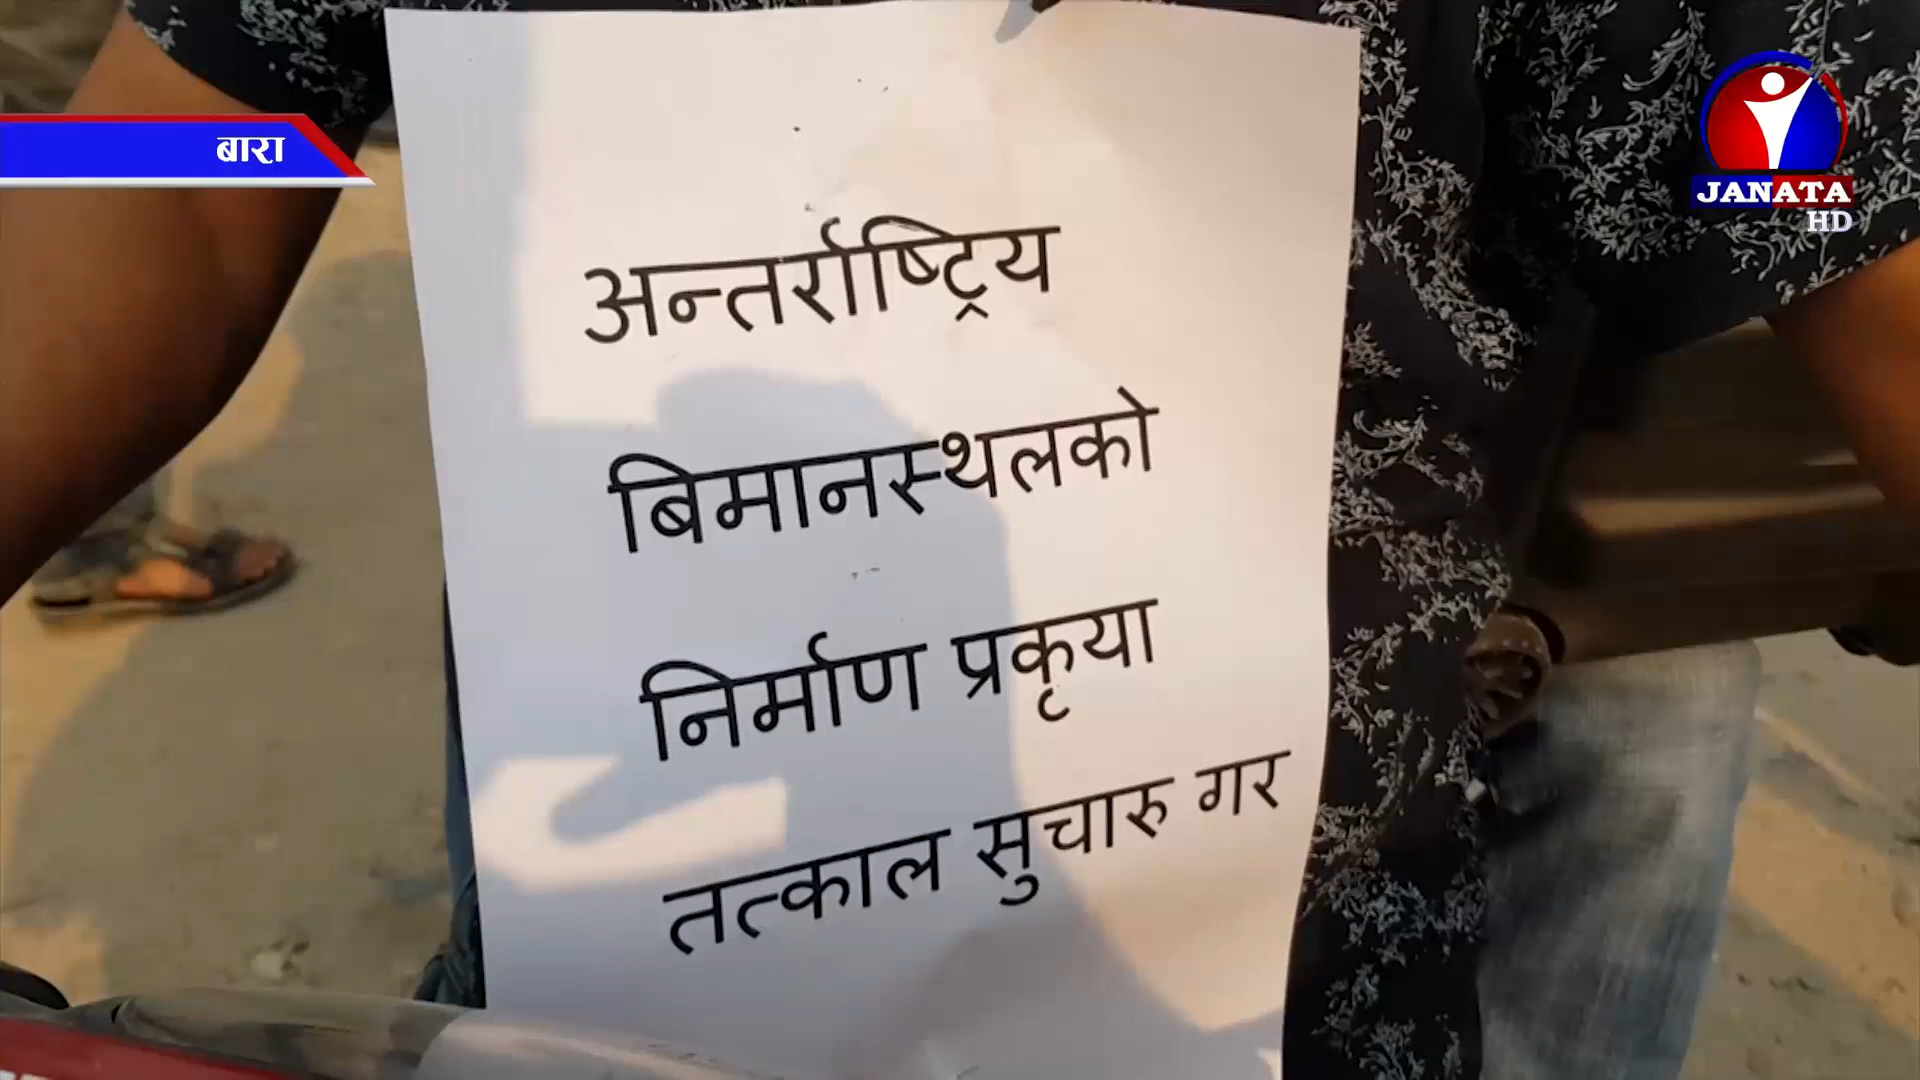 बारा
JANATA
HD
अन्तर्राष्ट्रिय
बिमानस्थलको
निर्माण प्रकृया
तत्काल सुचारु गर